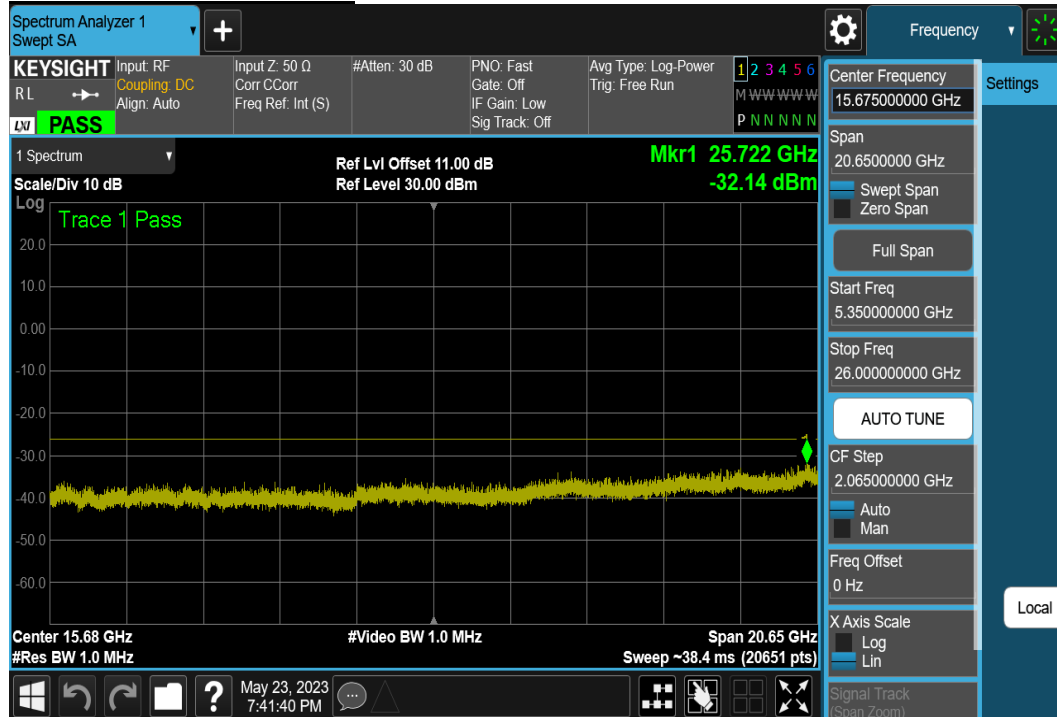 Spectrum Analyzer 1
Swept SA
Frequency
KEYSIGHT
R L
LXI
PASS
Input: RF
Coupling: DC
Align: Auto
Input Z: 50 Ω
Corr CCorr
Freq Ref: Int (S)
#Atten: 30 dB
PNO: Fast
Gate: Off
IF Gain: Low
Sig Track: Off
Avg Type: Log-Power
Trig: Free Run
1 2 3 4 5 6
M W W W W W
P N N N N N
Center Frequency
15.675000000 GHz
Settings
1 Spectrum
Scale/Div 10 dB
Ref Lvl Offset 11.00 dB
Ref Level 30.00 dBm
Mkr1 25.722 GHz
-32.14 dBm
Log
Trace 1 Pass
20.0
10.0
0.00
-10.0
-20.0
-30.0
-40.0
-50.0
-60.0
1
Center 15.68 GHz
#Res BW 1.0 MHz
#Video BW 1.0 MHz
Span 20.65 GHz
Sweep ~38.4 ms (20651 pts)
Span
20.6500000 GHz
Swept Span
Zero Span
Full Span
Start Freq
5.350000000 GHz
Stop Freq
26.000000000 GHz
AUTO TUNE
CF Step
2.065000000 GHz
Auto
Man
Freq Offset
0 Hz
X Axis Scale
Log
Lin
Signal Track
(Span Zoom)
Local
?
May 23, 2023
7:41:40 PM